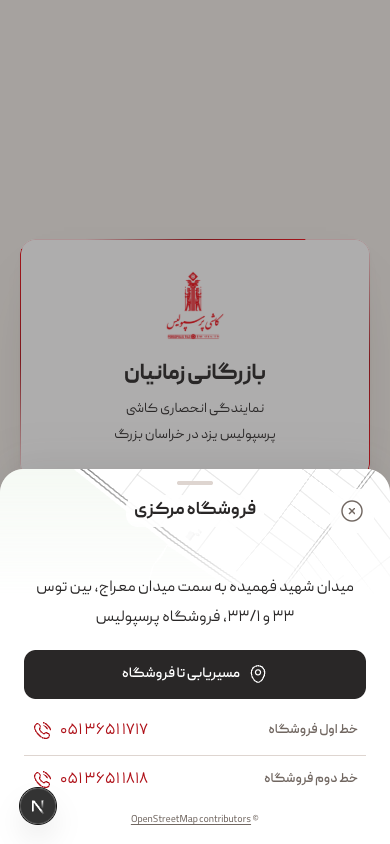 کاشی پرسپولیس
بازرگانی زمانیان
نمایندگی انحصاری کاشی
پرسپولیس یزد در خراسان بزرگ
فروشگاه مرکزی
میدان شهید فهمیده به سمت میدان معراج، بین توس
۳۳ و ۳۳/۱، فروشگاه پرسپولیس
مسیریابی تا فروشگاه
خط اول فروشگاه
۰۵۱۳۶۵۱۱۷۱۷
خط دوم فروشگاه
۰۵۱۳۶۵۱۱۸۱۸
© OpenStreetMap contributors
N